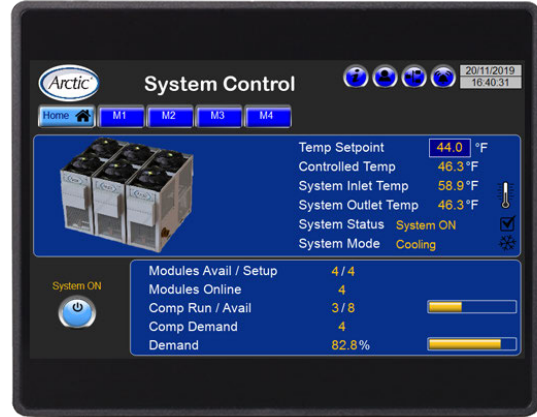 Arctic
System Control
20/11/2019
16:40:31
Home
M1
M2
M3
M4
Temp Setpoint 44.0 °F
Controlled Temp 46.3°F
System Inlet Temp 58.9°F
System Outlet Temp 46.3°F
System Status System ON
System Mode Cooling
System ON
Modules Avail / Setup 4/4
Modules Online 4
Comp Run / Avail 3/8
Comp Demand 4
Demand 82.8%